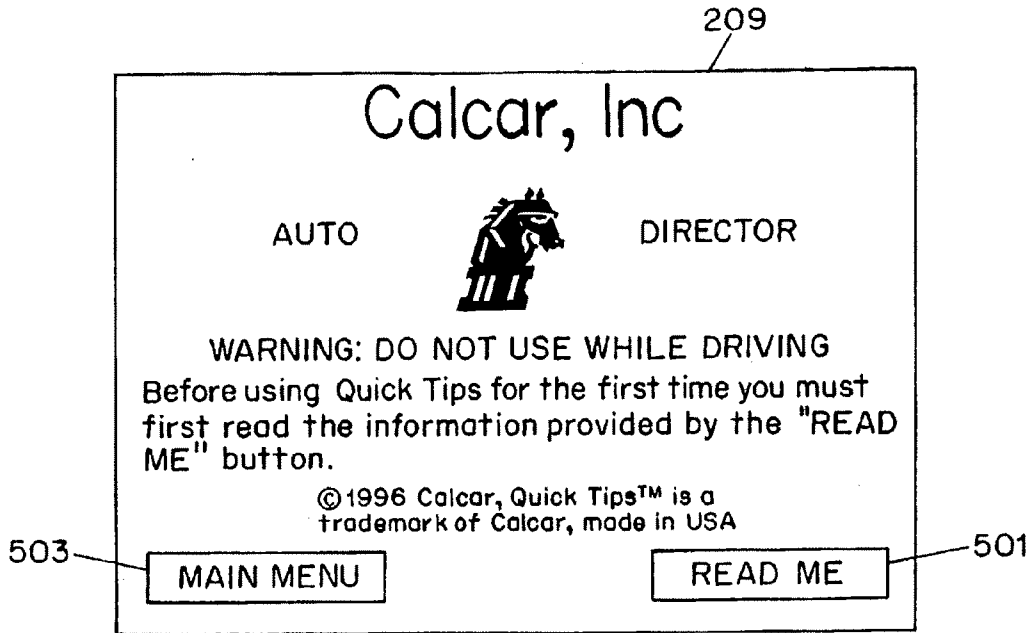 209
Calcar, Inc
AUTO DIRECTOR
WARNING: DO NOT USE WHILE DRIVING
Before using Quick Tips for the first time you must
first read the information provided by the "READ
ME" button.
©1996 Calcar, Quick Tips™ is a
trademark of Calcar, made in USA
503 MAIN MENU READ ME 501